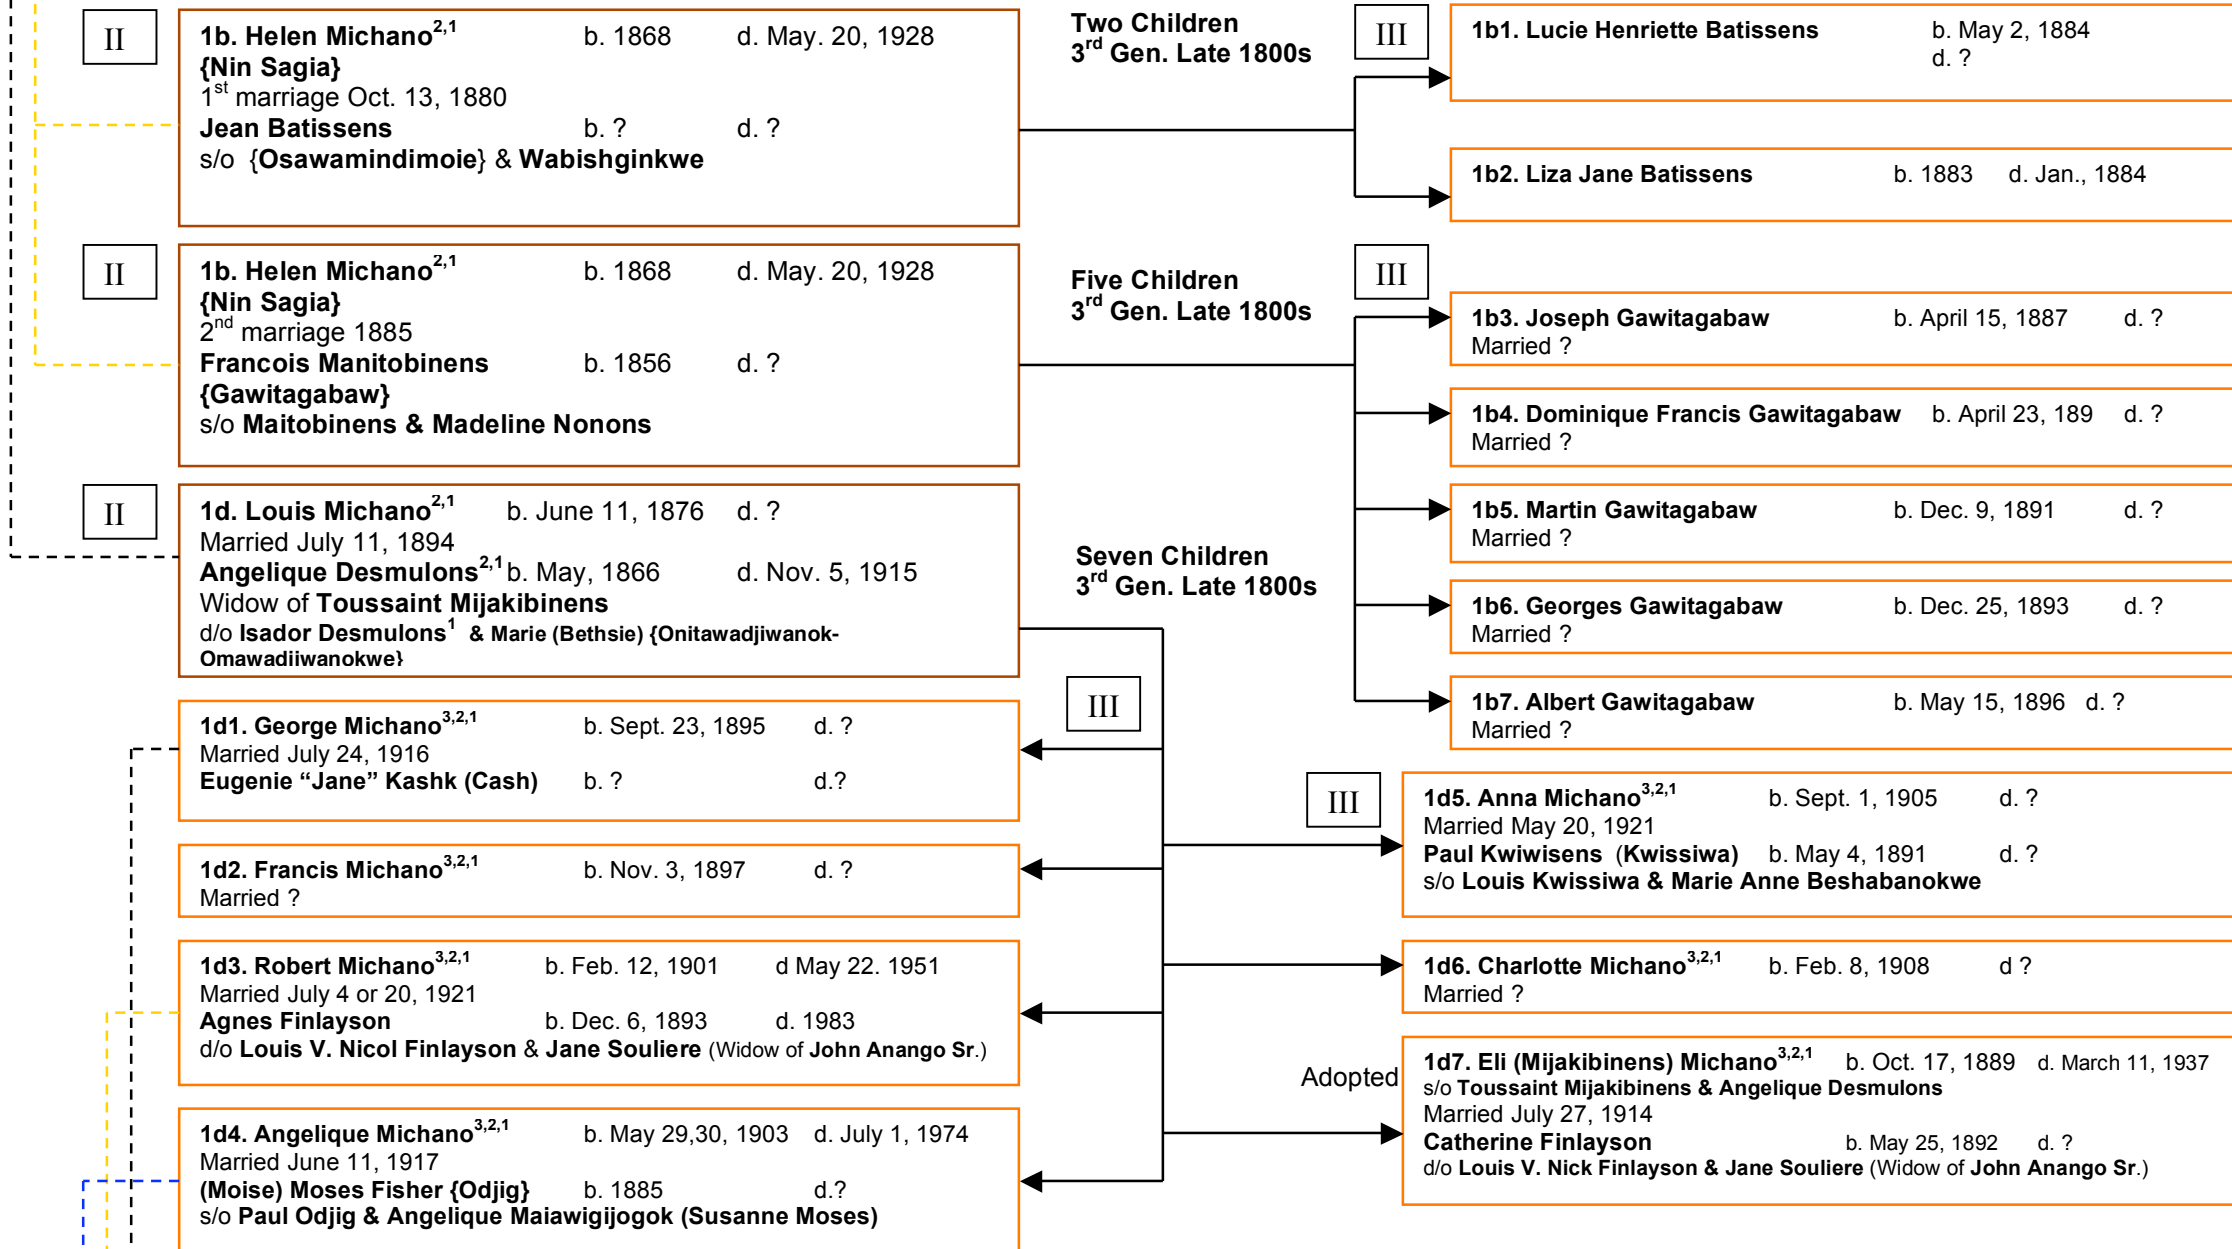 II
1b. Helen Michano2,1 b. 1868 d. May. 20, 1928
{Nin Sagia}
1st marriage Oct. 13, 1880
Jean Batissens b. ? d. ?
s/o {Osawamindimoie} & Wabishginkwe
Two Children
3rd Gen. Late 1800s
III
1b1. Lucie Henriette Batissens b. May 2, 1884
d. ?
1b2. Liza Jane Batissens b. 1883 d. Jan., 1884
II
1b. Helen Michano2,1 b. 1868 d. May. 20, 1928
{Nin Sagia}
2nd marriage 1885
Francois Manitobinens b. 1856 d. ?
{Gawitagabaw}
s/o Maitobinens & Madeline Nonons
Five Children
3rd Gen. Late 1800s
III
1b3. Joseph Gawitagabaw b. April 15, 1887 d. ?
Married ?
1b4. Dominique Francis Gawitagabaw b. April 23, 189 d. ?
Married ?
1b5. Martin Gawitagabaw b. Dec. 9, 1891 d. ?
Married ?
1b6. Georges Gawitagabaw b. Dec. 25, 1893 d. ?
Married ?
1b7. Albert Gawitagabaw b. May 15, 1896 d. ?
Married ?
II
1d. Louis Michano2,1 b. June 11, 1876 d. ?
Married July 11, 1894
Angelique Desmulons2,1 b. May, 1866 d. Nov. 5, 1915
Widow of Toussaint Mijakibinens
d/o Isador Desmulons1 & Marie (Bethsie) {Onitawadjiwanok-
Omawadjiwanokwe}
Seven Children
3rd Gen. Late 1800s
III
1d1. George Michano3,2,1 b. Sept. 23, 1895 d. ?
Married July 24, 1916
Eugenie “Jane” Kashk (Cash) b. ? d.?
1d2. Francis Michano3,2,1 b. Nov. 3, 1897 d. ?
Married ?
1d3. Robert Michano3,2,1 b. Feb. 12, 1901 d May 22. 1951
Married July 4 or 20, 1921
Agnes Finlayson b. Dec. 6, 1893 d. 1983
d/o Louis V. Nicol Finlayson & Jane Souliere (Widow of John Anango Sr.)
1d4. Angelique Michano3,2,1 b. May 29,30, 1903 d. July 1, 1974
Married June 11, 1917
(Moise) Moses Fisher {Odjig} b. 1885 d.?
s/o Paul Odjig & Angelique Maiawigijogok (Susanne Moses)
III
1d5. Anna Michano3,2,1 b. Sept. 1, 1905 d. ?
Married May 20, 1921
Paul Kwiwisens (Kwissiwa) b. May 4, 1891 d. ?
s/o Louis Kwissiwa & Marie Anne Beshabanokwe
1d6. Charlotte Michano3,2,1 b. Feb. 8, 1908 d ?
Married ?
Adopted
1d7. Eli (Mijakibinens) Michano3,2,1 b. Oct. 17, 1889 d. March 11, 1937
s/o Toussaint Mijakibinens & Angelique Desmulons
Married July 27, 1914
Catherine Finlayson b. May 25, 1892 d. ?
d/o Louis V. Nick Finlayson & Jane Souliere (Widow of John Anango Sr.)